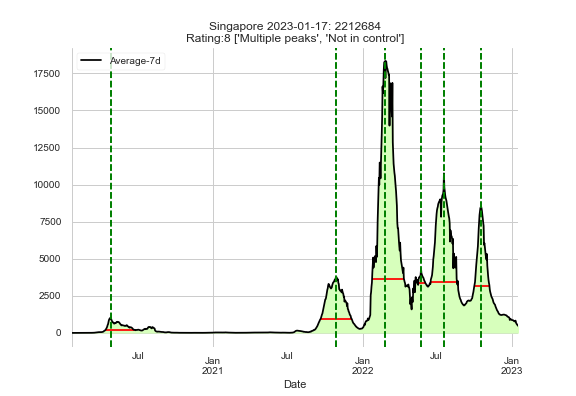 Singapore 2023-01-17: 2212684
Rating:8 ['Multiple peaks', 'Not in control']
Average-7d
17500
15000
12500
10000
7500
5000
2500
0
Jul
Jan
2021
Jul
Jan
2022
Jul
Jan
2023
Date